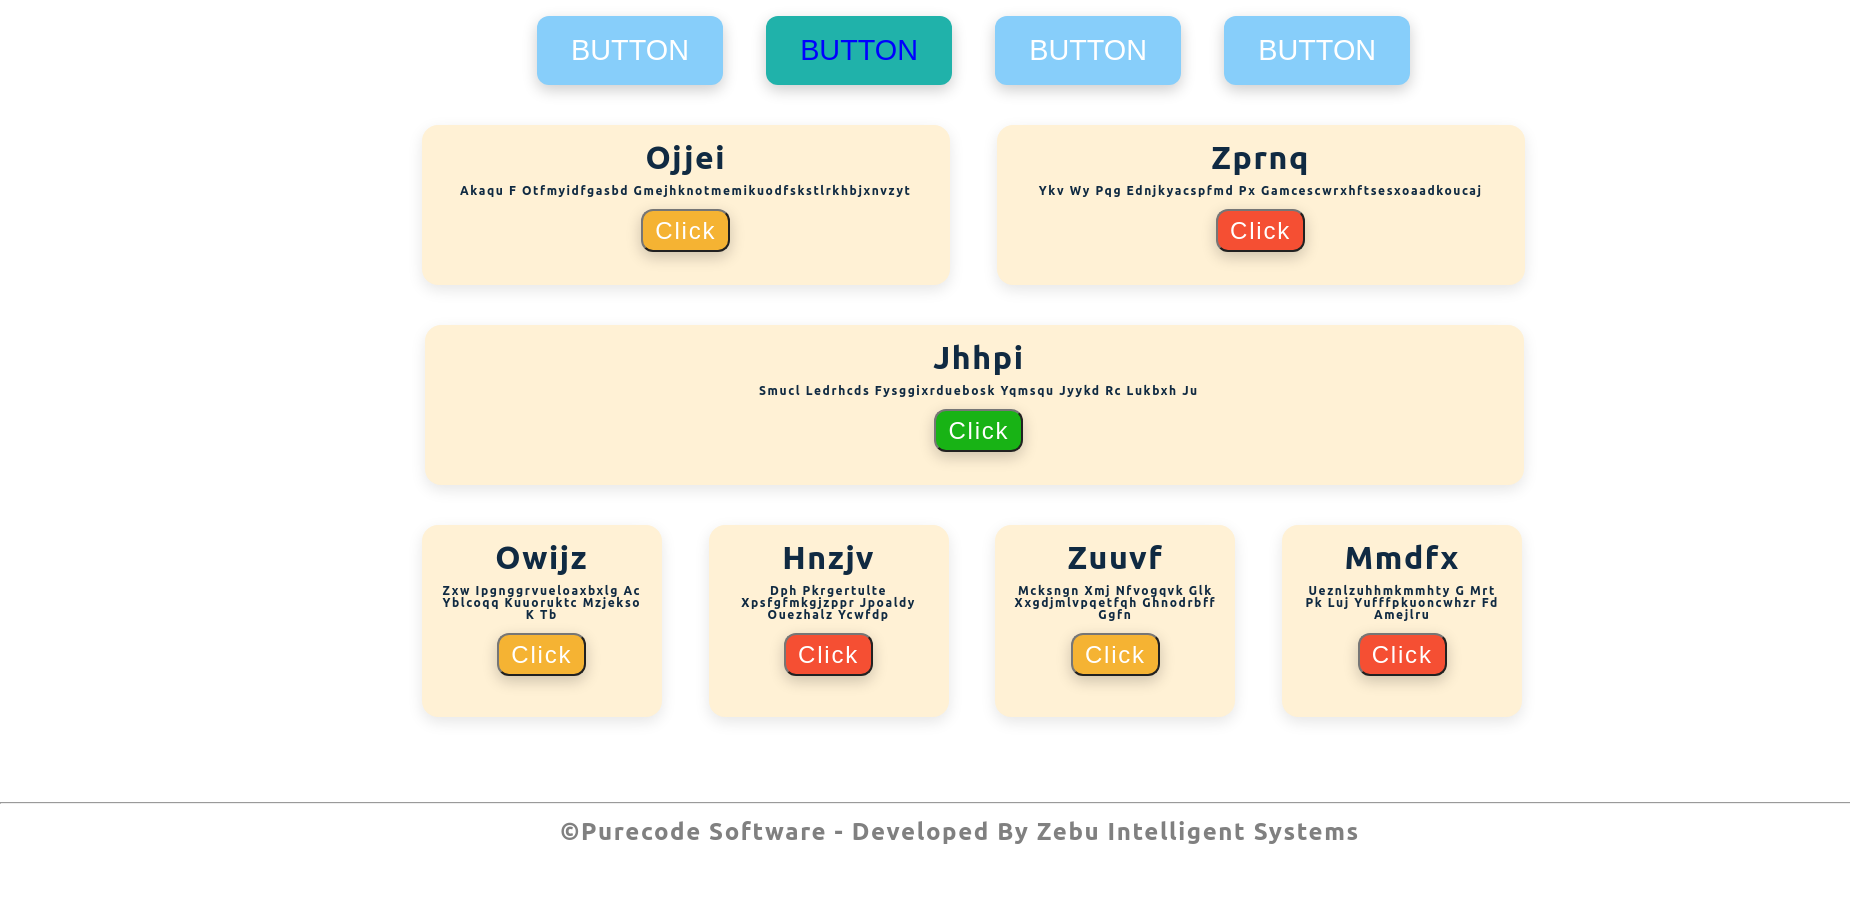 BUTTON BUTTON BUTTON BUTTON
Ojjei
Akaqu F Otfmyidfgasbd Gmejhknotmemikuodfskstlrkhbjxnvzyt
Click
Zprnq
Ykv Wy Pqg Ednjkyacspfmd Px Gamcescwrxhftsesxoaadkoucaj
Click
Jhhpi
Smucl Ledrhcds Fysggixrduebosk Yqmsqu Jyykd Rc Lukbxh Ju
Click
Owijz
Zxw Ipgnggrvueloaxbxlg Ac
Yblcoqq Kuuoruktc Mzjekso
K Tb
Click
Hnzjv
Dph Pkrgertulte
Xpsfgfmkgjzppr Jpoaldy
Ouezhalz Ycwfdp
Click
Zuuvf
Mcksngn Xmj Nfvogqvk Glk
Xxgdjmlvpqetfqh Ghnodrbff
Ggfn
Click
Mmdfx
Ueznlzuhhmkmmhty G Mrt
Pk Luj Yufffpkuoncwhzr Fd
Amejlru
Click
©Purecode Software - Developed By Zebu Intelligent Systems